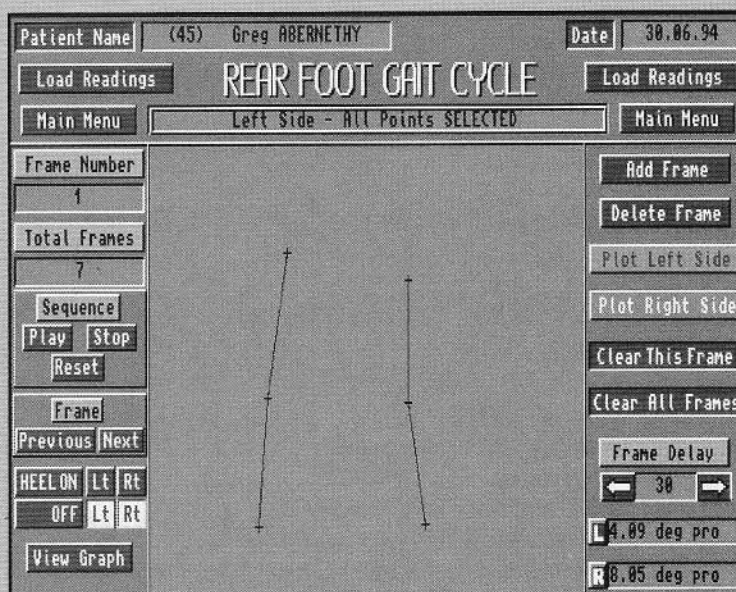 Patient Name (45) Greg ABERNETHY Date 30.06.94
Load Readings REAR FOOT GAIT CYCLE Load Readings
Main Menu Left Side - All Points SELECTED Main Menu
Frame Number
1
Total Frames
7
Sequence
Play Stop
Reset
Frame
Previous Next
HEEL ON Lt Rt
OFF Lt Rt
View Graph
Add Frame
Delete Frame
Plot Left Side
Plot Right Side
Clear This Frame
Clear All Frames
Frame Delay
30
L 4.09 deg pro
R 8.05 deg pro